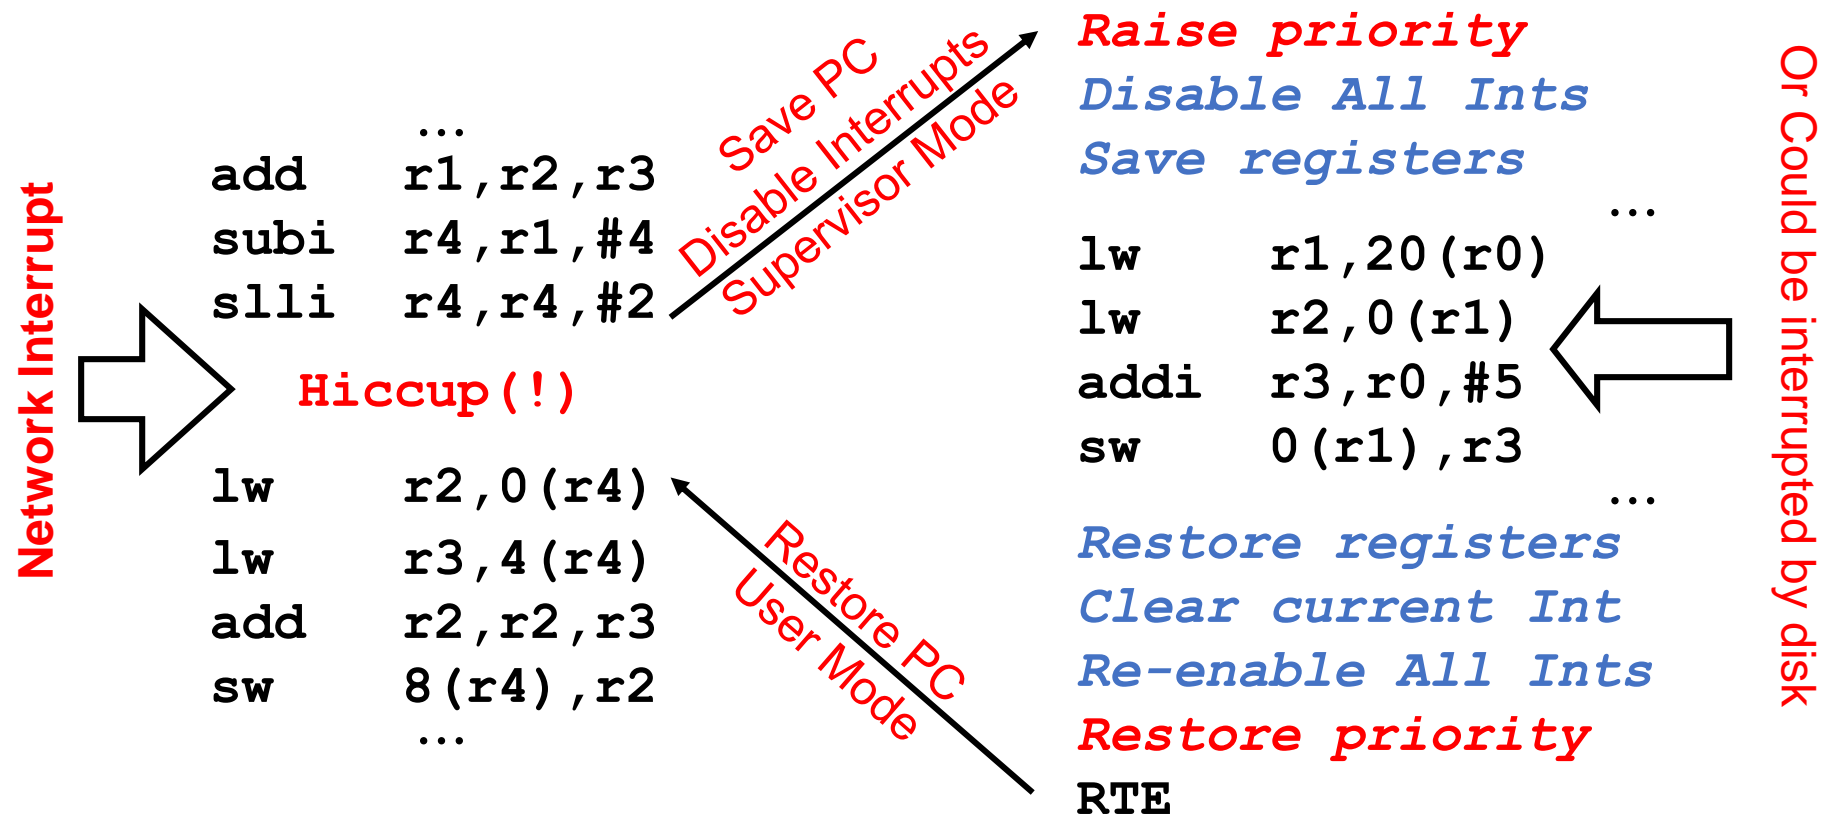 Network Interrupt
...
add r1,r2,r3
subi r4,r1,#4
slli r4,r4,#2
Hiccup(!)
lw r2,0(r4)
lw r3,4(r4)
add r2,r2,r3
sw 8(r4),r2
...
Save PC
Disable Interrupts
Supervisor Mode
Restore PC
User Mode
Raise priority
Disable All Ints
Save registers
...
lw r1,20(r0)
lw r2,0(r1)
addi r3,r0,#5
sw 0(r1),r3
...
Restore registers
Clear current Int
Re-enable All Ints
Restore priority
RTE
Or Could be interrupted by disk